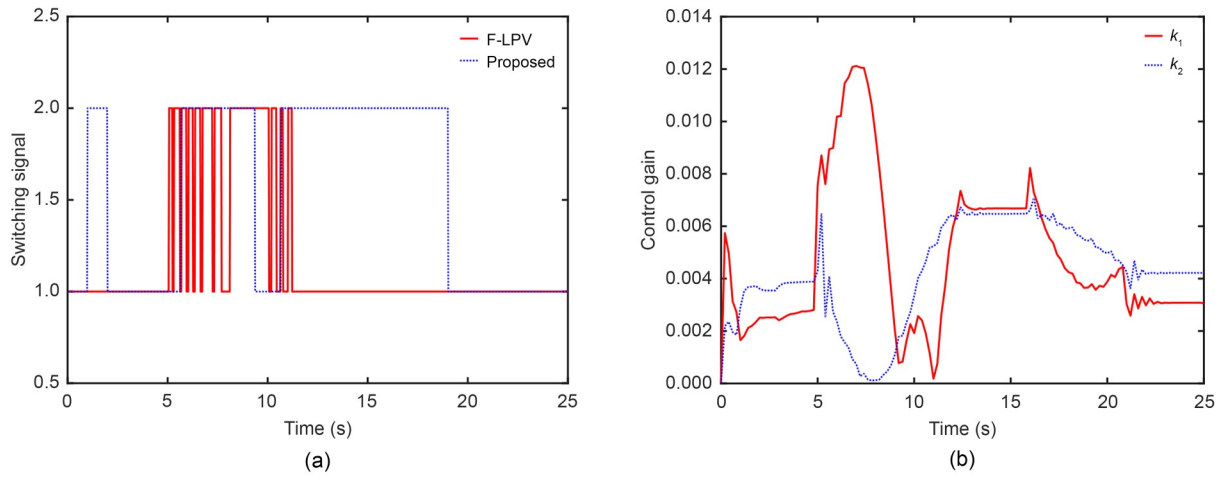 2.5
2.0
1.5
1.0
0.5
Switching signal
F-LPV
Proposed
0
5
10
15
20
25
Time (s)
(a)
0.014
0.012
0.010
0.008
0.006
0.004
0.002
0.000
Control gain
k1
k2
0
5
10
15
20
25
Time (s)
(b)